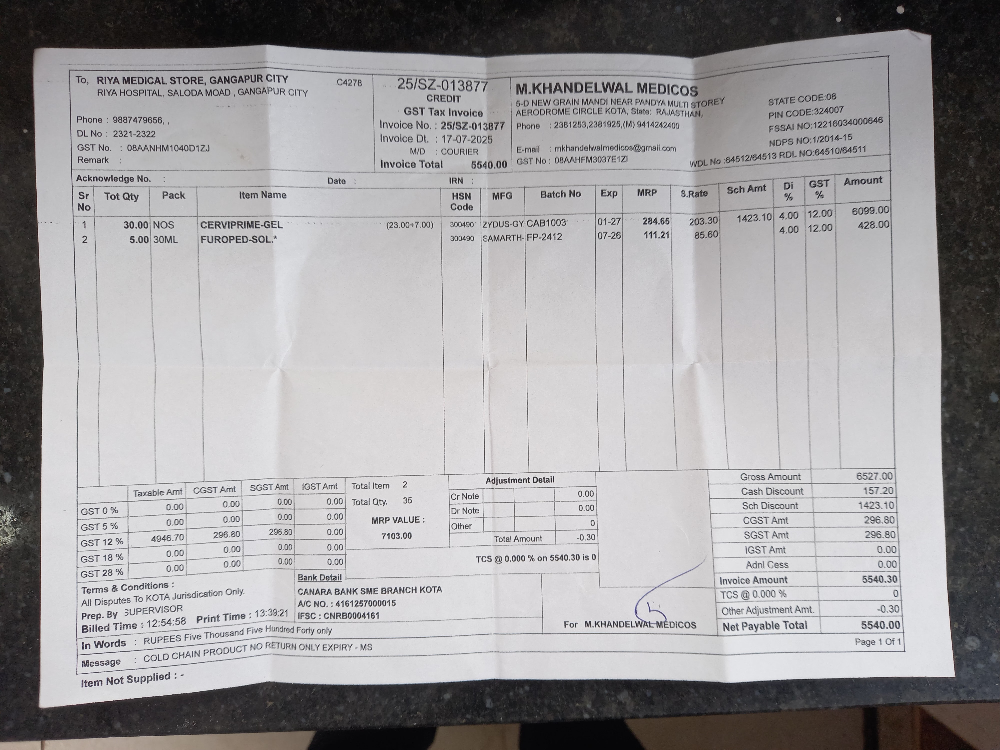 To, RIYA MEDICAL STORE, GANGAPUR CITY
C427B
RIYA HOSPITAL, SALODA MOAD , GANGAPUR CITY
Phone : 9887479656, ,
DL No : 2321-2322
GST No. : 08AANHM1040D1ZJ
Remark :
25/SZ-013877
CREDIT
GST Tax Invoice
Invoice No. : 25/SZ-013877
Invoice Dt. : 17-07-2025
M/D : COURIER
Invoice Total 5540.00
M.KHANDELWAL MEDICOS
5-D NEW GRAIN MANDI NEAR PANDYA MULTI STOREY
AERODROME CIRCLE KOTA, State: RAJASTHAN,
Phone : 2381253,2381925,(M) 9414242409
E-mail : mkhandelwalmedicos@gmail.com
GST No : 08AAHFM3037E1ZI
STATE CODE:08
PIN CODE:324007
FSSAI NO:12216034000646
NDPS NO:1/2014-15
WDL No :64512/64513 RDL NO:64510/64511
Acknowledge No. : Date : IRN :
Sr No Tot Qty Pack Item Name HSN Code MFG Batch No Exp MRP S.Rate Sch Amt Di % GST % Amount
1 30.00 NOS CERVIPRIME-GEL (23.00+7.00) 300490 ZYDUS-GY CAB1003 01-27 284.65 203.30 1423.10 4.00 12.00 6099.00
2 5.00 30ML FUROPED-SOL.* 300490 SAMARTH- FP-2412 07-26 111.21 85.60 4.00 12.00 428.00
Taxable Amt CGST Amt SGST Amt IGST Amt
GST 0 % 0.00 0.00 0.00 0.00
GST 5 % 0.00 0.00 0.00 0.00
GST 12 % 4946.70 296.80 296.80 0.00
GST 18 % 0.00 0.00 0.00 0.00
GST 28 % 0.00 0.00 0.00 0.00
Total Item 2
Total Qty. 35
MRP VALUE :
7103.00
Adjustment Detail
Cr Note 0.00
Dr Note 0.00
Other 0
Total Amount -0.30
TCS @ 0.000 % on 5540.30 is 0
Gross Amount 6527.00
Cash Discount 157.20
Sch Discount 1423.10
CGST Amt 296.80
SGST Amt 296.80
IGST Amt 0.00
Adnl Cess 0.00
Invoice Amount 5540.30
TCS @ 0.000 % 0
Other Adjustment Amt. -0.30
Net Payable Total 5540.00
Terms & Conditions :
All Disputes To KOTA Jurisdication Only.
Prep. By SUPERVISOR
Billed Time : 12:54:58 Print Time : 13:39:21
Bank Detail
CANARA BANK SME BRANCH KOTA
A/C NO. : 4161257000015
IFSC : CNRB0004161
For M.KHANDELWAL MEDICOS
In Words : RUPEES Five Thousand Five Hundred Forty only
Page 1 Of 1
Message : COLD CHAIN PRODUCT NO RETURN ONLY EXPIRY - MS
Item Not Supplied : -